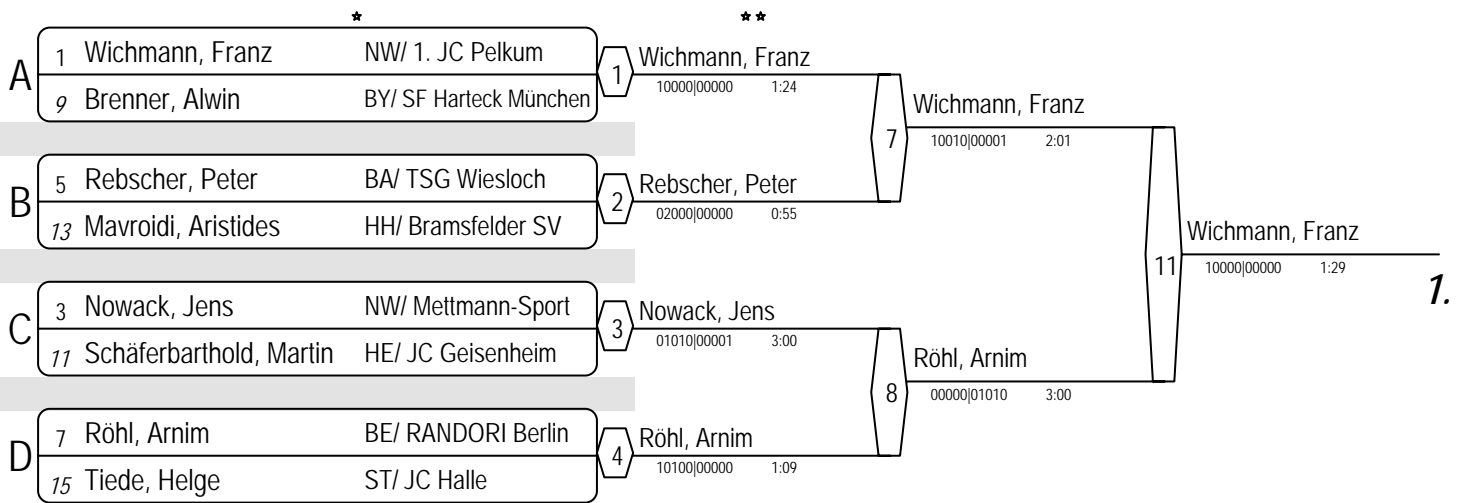 * **
A
1 Wichmann, Franz NW/ 1. JC Pelkum
9 Brenner, Alwin BY/ SF Harteck München
1
Wichmann, Franz
10000|00000 1:24
B
5 Rebscher, Peter BA/ TSG Wiesloch
13 Mavroidi, Aristides HH/ Bramsfelder SV
2
Rebscher, Peter
02000|00000 0:55
7
Wichmann, Franz
10010|00001 2:01
C
3 Nowack, Jens NW/ Mettmann-Sport
11 Schäferbarthold, Martin HE/ JC Geisenheim
3
Nowack, Jens
01010|00001 3:00
D
7 Röhl, Arnim BE/ RANDORI Berlin
15 Tiede, Helge ST/ JC Halle
4
Röhl, Arnim
10100|00000 1:09
8
Röhl, Arnim
00000|01010 3:00
11
Wichmann, Franz
10000|00000 1:29
1.